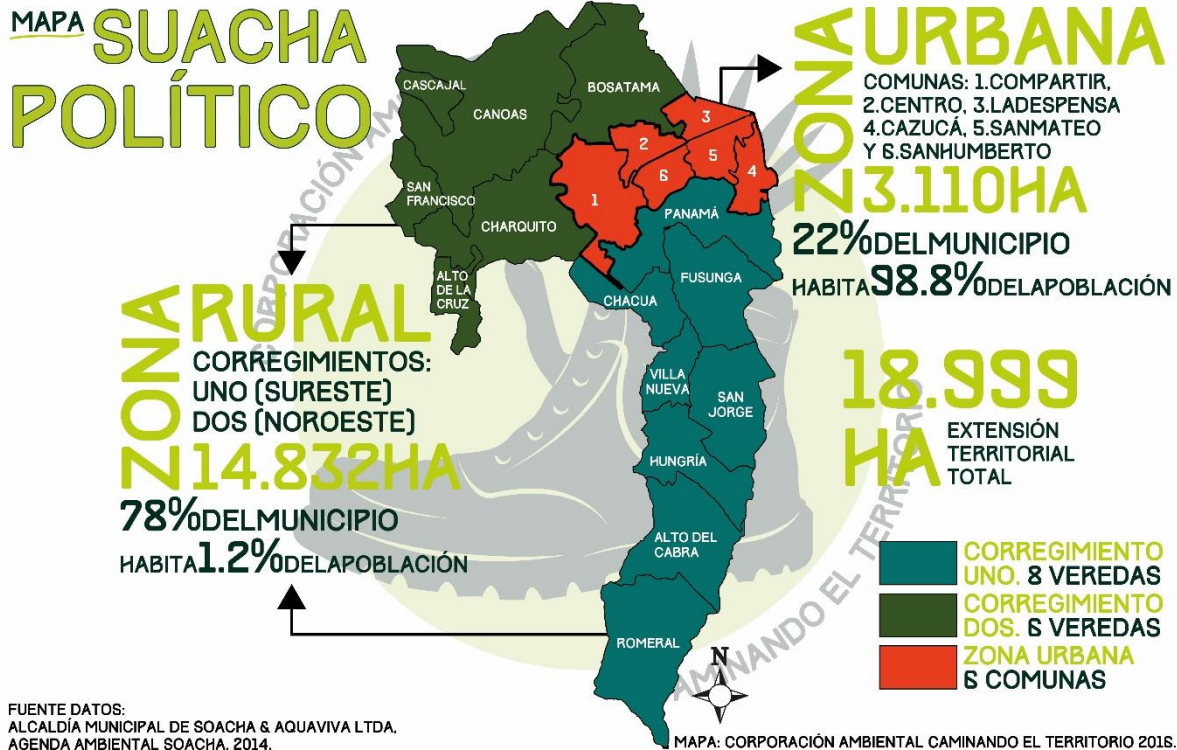 MAPA SUACHA
POLÍTICO
ZONA URBANA
COMUNAS: 1.COMPARTIR,
2.CENTRO, 3.LADESPENSA
4.CAZUCÁ, 5.SANMATEO
Y 6.SANHUMBERTO
3.110HA
22%DELMUNICIPIO
HABITA98.8%DELAPOBLACIÓN
CASCAJAL
CANOAS
BOSATAMA
SAN
FRANCISCO
CHARQUITO
ALTO
DE LA
CRUZ
1
2
3
4
5
6
PANAMÁ
FUSUNGA
CHACUA
VILLA
NUEVA
SAN
JORGE
HUNGRÍA
ALTO DEL
CABRA
ROMERAL
ZONA RURAL
CORREGIMIENTOS:
UNO (SURESTE)
DOS (NOROESTE)
14.832HA
78%DELMUNICIPIO
HABITA1.2%DELAPOBLACIÓN
18.999
HA EXTENSIÓN
TERRITORIAL
TOTAL
CORREGIMIENTO
UNO. 8 VEREDAS
CORREGIMIENTO
DOS. 6 VEREDAS
ZONA URBANA
6 COMUNAS
N
CORPORACIÓN AM
AMINANDO EL TERRITORIO
FUENTE DATOS:
ALCALDÍA MUNICIPAL DE SOACHA & AQUAVIVA LTDA,
AGENDA AMBIENTAL SOACHA. 2014.
MAPA: CORPORACIÓN AMBIENTAL CAMINANDO EL TERRITORIO 2016.